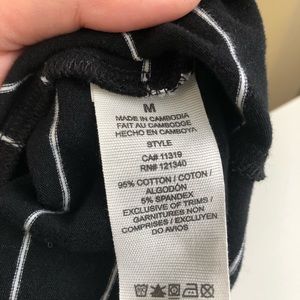 M
MADE IN CAMBODIA
FAIT AU CAMBODGE
HECHO EN CAMBOYA
STYLE
CA# 11319
RN# 121340
95% COTTON / COTON /
ALGODÓN
5% SPANDEX
EXCLUSIVE OF TRIMS /
GARNITURES NON
COMPRISES / EXCLUYEN
DO AVIOS